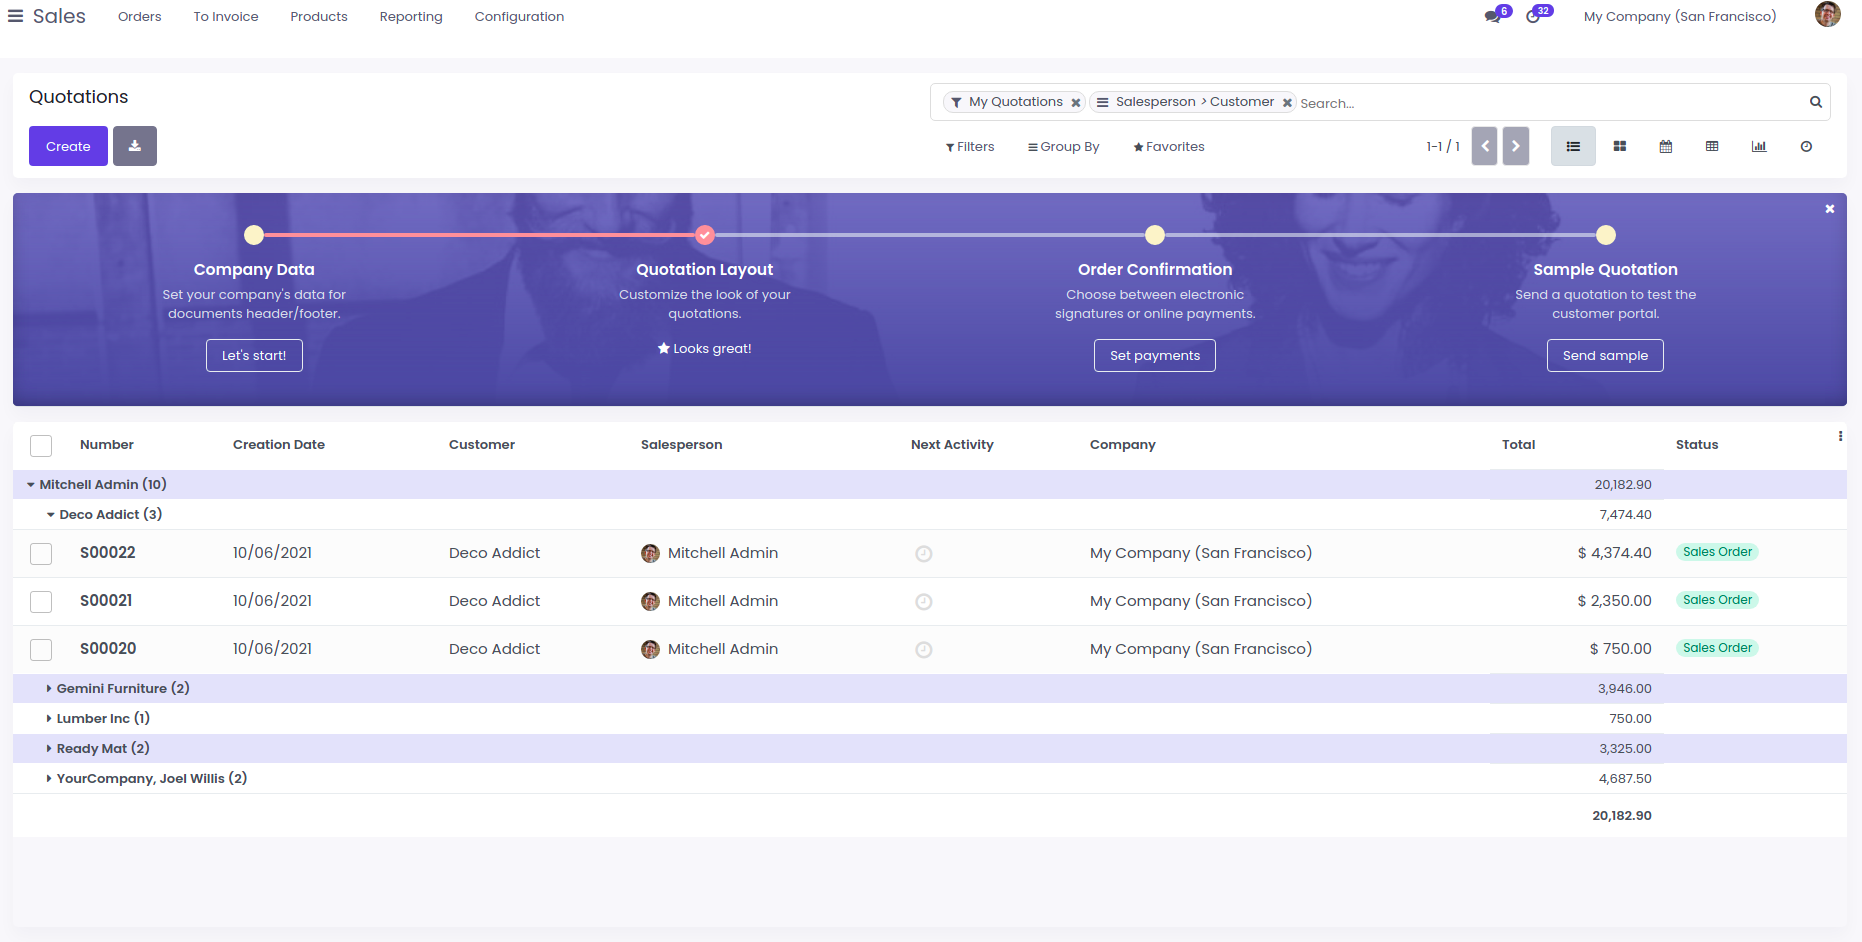 Sales Orders To Invoice Products Reporting Configuration 6 32 My Company (San Francisco)
Quotations
My Quotations Salesperson > Customer Search...
Create Filters Group By Favorites 1-1 / 1
Company Data Quotation Layout Order Confirmation Sample Quotation
Set your company's data for Customize the look of your Choose between electronic Send a quotation to test the
documents header/footer. quotations. signatures or online payments. customer portal.
Let's start! Looks great! Set payments Send sample
Number Creation Date Customer Salesperson Next Activity Company Total Status
Mitchell Admin (10) 20,182.90
Deco Addict (3) 7,474.40
S00022 10/06/2021 Deco Addict Mitchell Admin My Company (San Francisco) $ 4,374.40 Sales Order
S00021 10/06/2021 Deco Addict Mitchell Admin My Company (San Francisco) $ 2,350.00 Sales Order
S00020 10/06/2021 Deco Addict Mitchell Admin My Company (San Francisco) $ 750.00 Sales Order
Gemini Furniture (2) 3,946.00
Lumber Inc (1) 750.00
Ready Mat (2) 3,325.00
YourCompany, Joel Willis (2) 4,687.50
20,182.90